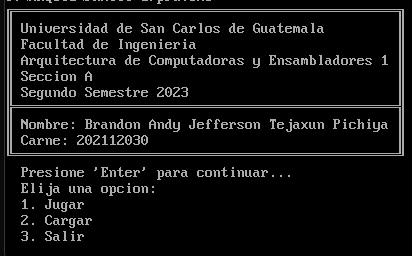 Universidad de San Carlos de Guatemala
Facultad de Ingenieria
Arquitectura de Computadoras y Ensambladores 1
Seccion A
Segundo Semestre 2023
Nombre: Brandon Andy Jefferson Tejaxun Pichiya
Carne: 202112030
Presione 'Enter' para continuar...
Elija una opcion:
1. Jugar
2. Cargar
3. Salir